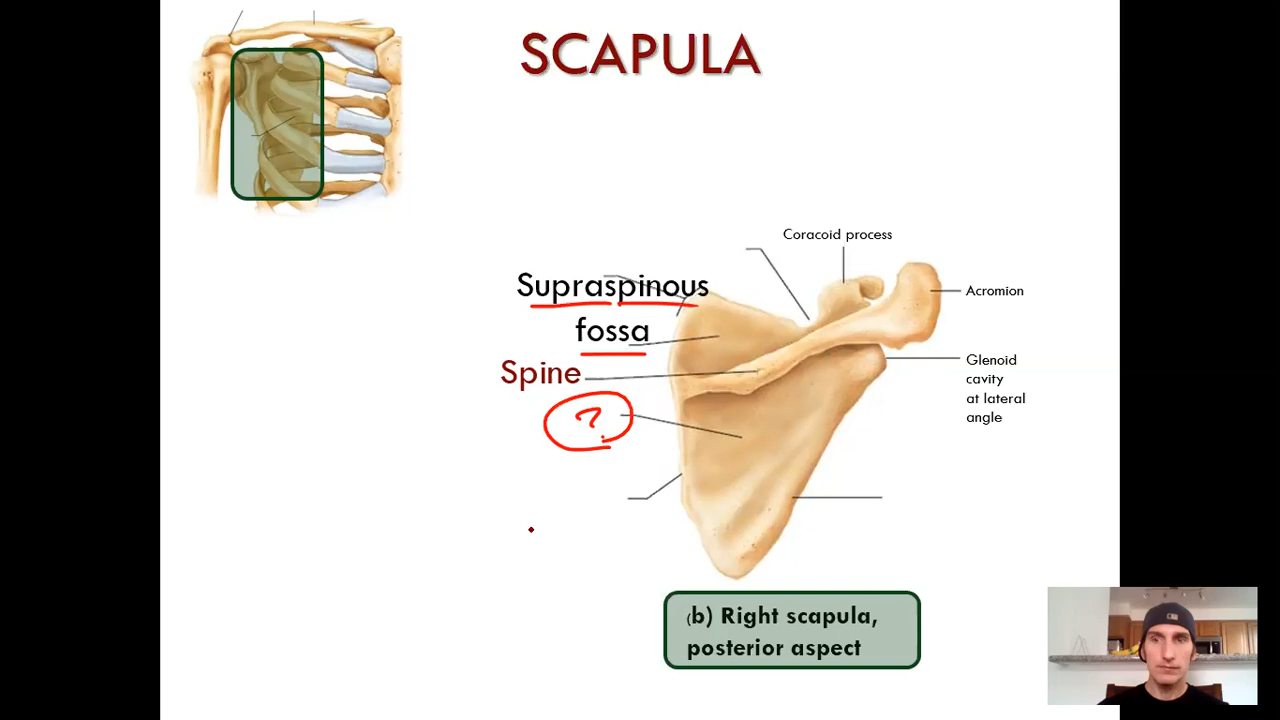 SCAPULA
Coracoid process
Supraspinous
fossa
Acromion
Spine
Glenoid
cavity
at lateral
angle
?
(b) Right scapula,
posterior aspect